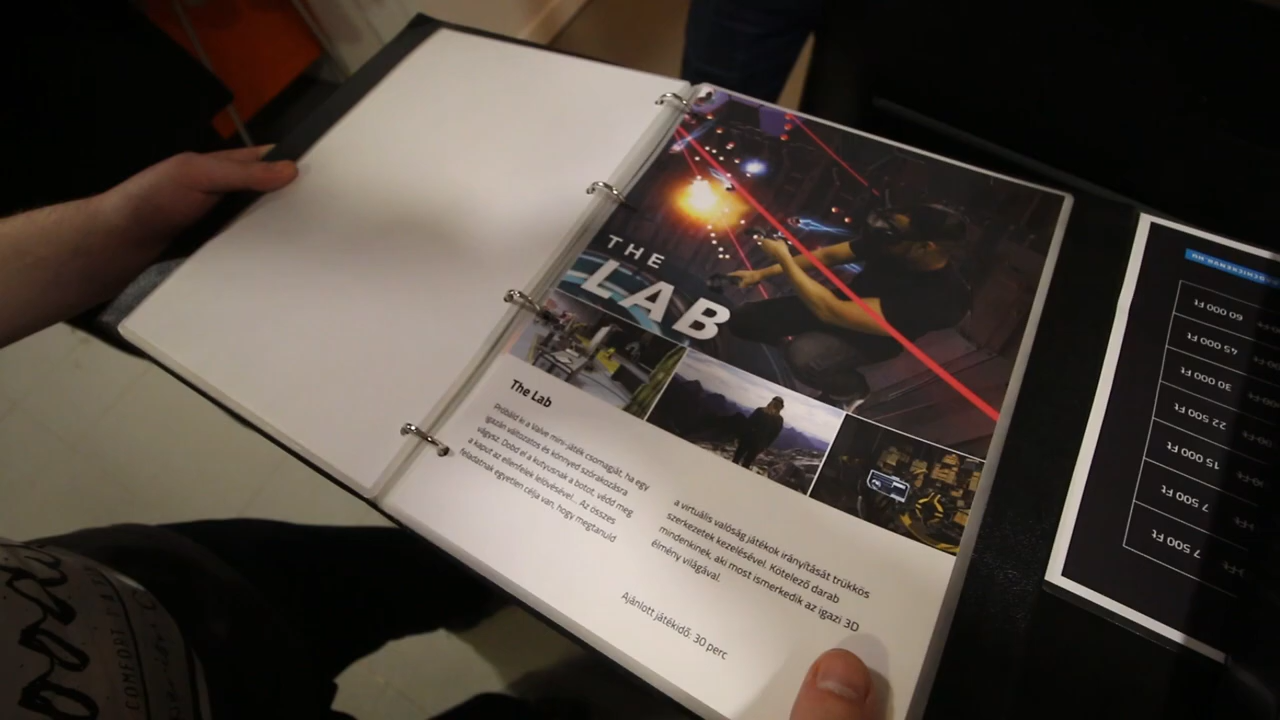 THE
LAB
The Lab
Próbáld ki a Valve mini-játék csomagját, ha egy
igazán változatos és könnyed szórakozásra
vágysz. Dobd el a kutyusnak a botot, védd meg
a kaput az ellenfelek lelövésével... Az összes
feladatnak egyetlen célja van, hogy megtanuld
a virtuális valóság játékok irányítását trükkös
szerkezetek kezelésével. Kötelező darab
mindenkinek, aki most ismerkedik az igazi 3D
élmény világával.
Ajánlott játékidő: 30 perc
60 000 Ft
45 000 Ft
30 000 Ft
22 500 Ft
15 000 Ft
7 500 Ft
7 500 Ft
COMFORT